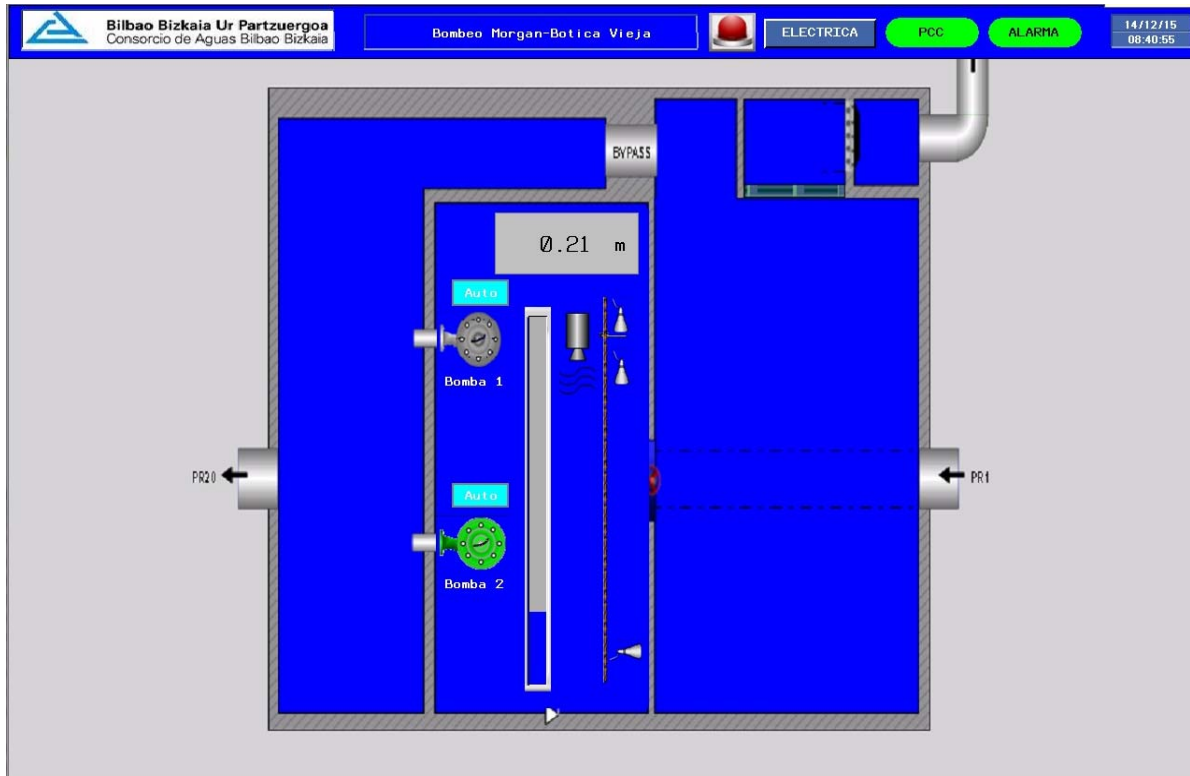 Bilbao Bizkaia Ur Partzuergoa
Consorcio de Aguas Bilbao Bizkaia
Bombeo Morgan-Botica Vieja
ELECTRICA
PCC
ALARMA
14/12/15
08:40:55
BYPASS
0.21 m
Auto
Bomba 1
PR20
PR1
Auto
Bomba 2